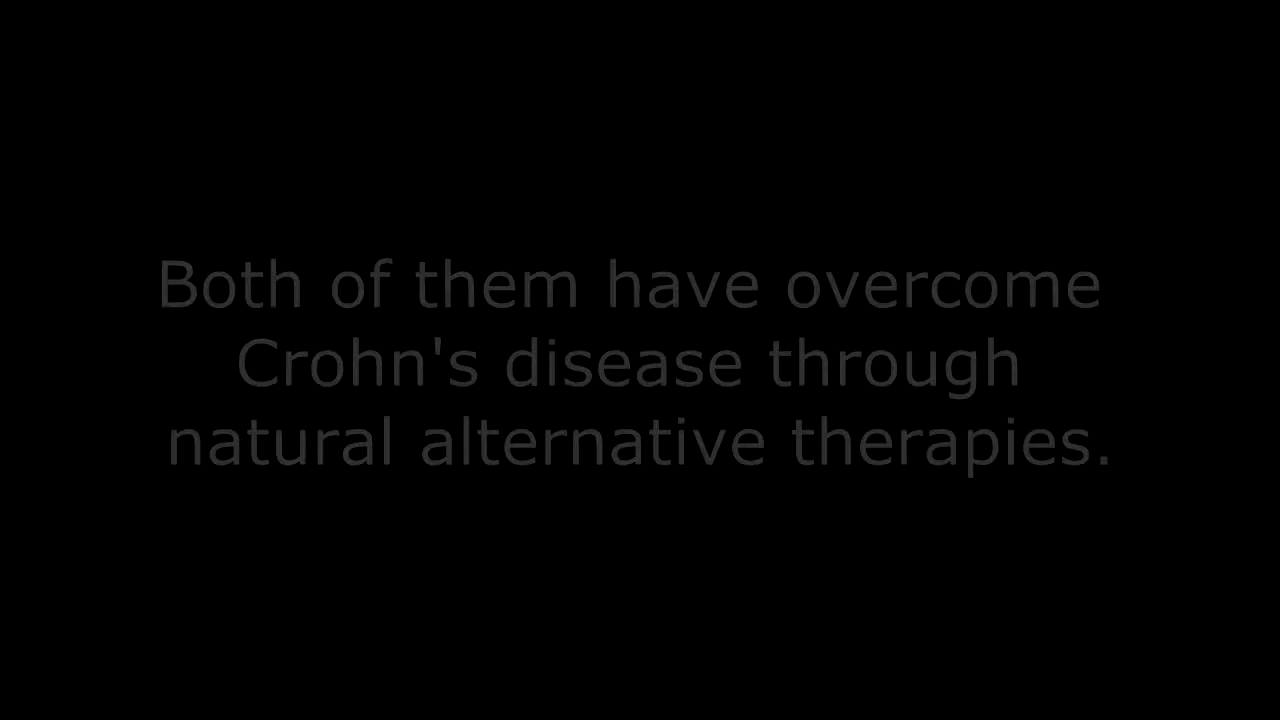 Both of them have overcome
Crohn's disease through
natural alternative therapies.